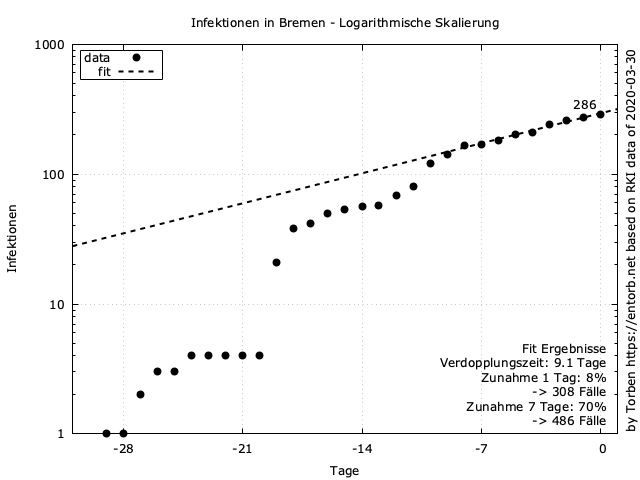 Infektionen in Bremen - Logarithmische Skalierung
1000
data
fit
286
100
Infektionen
10
Fit Ergebnisse
Verdopplungszeit: 9.1 Tage
Zunahme 1 Tag: 8%
-> 308 Fälle
Zunahme 7 Tage: 70%
-> 486 Fälle
1
-28 -21 -14 -7 0
Tage
by Torben https://entorb.net based on RKI data of 2020-03-30